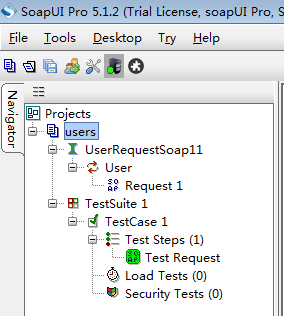 SoapUI Pro 5.1.2 (Trial License, soapUI Pro, S
File Tools Desktop Try Help
Navigator
Projects
users
UserRequestSoap11
User
Request 1
TestSuite 1
TestCase 1
Test Steps (1)
Test Request
Load Tests (0)
Security Tests (0)